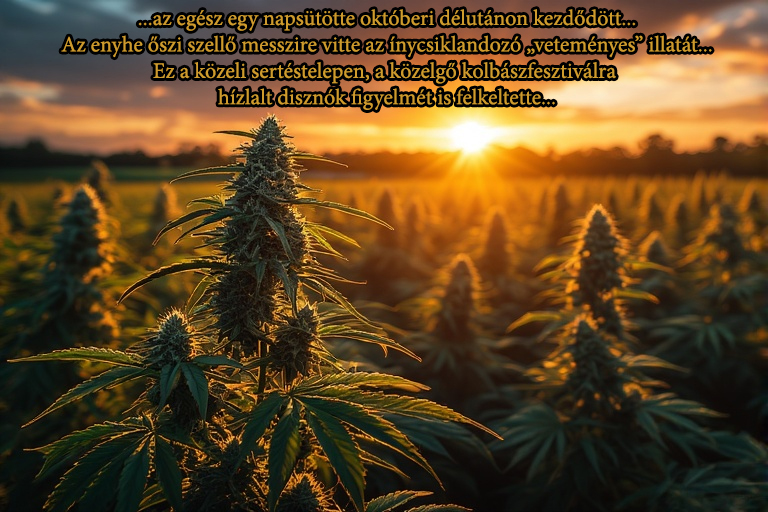 ...az egész egy napsütötte októberi délutánon kezdődött...
Az enyhe őszi szellő messzire vitte az ínycsiklandozó „veteményes” illatát...
Ez a közeli sertéstelepen, a közelgő kolbászfesztiválra
hízlalt disznók figyelmét is felkeltette...